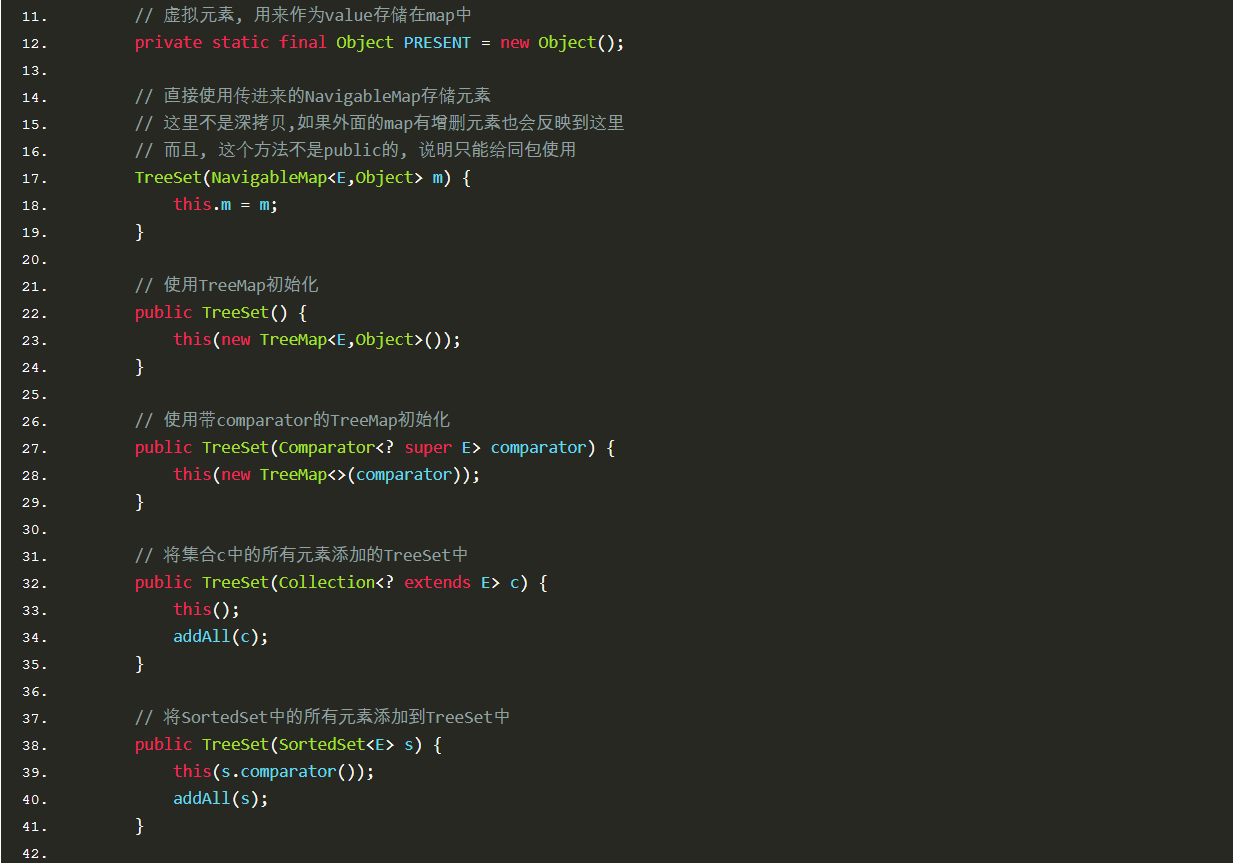 11. // 虚拟元素, 用来作为value存储在map中
12. private static final Object PRESENT = new Object();
13.
14. // 直接使用传进来的NavigableMap存储元素
15. // 这里不是深拷贝,如果外面的map有增删元素也会反映到这里
16. // 而且, 这个方法不是public的, 说明只能给同包使用
17. TreeSet(NavigableMap<E,Object> m) {
18. this.m = m;
19. }
20.
21. // 使用TreeMap初始化
22. public TreeSet() {
23. this(new TreeMap<E,Object>());
24. }
25.
26. // 使用带comparator的TreeMap初始化
27. public TreeSet(Comparator<? super E> comparator) {
28. this(new TreeMap<>(comparator));
29. }
30.
31. // 将集合c中的所有元素添加的TreeSet中
32. public TreeSet(Collection<? extends E> c) {
33. this();
34. addAll(c);
35. }
36.
37. // 将SortedSet中的所有元素添加到TreeSet中
38. public TreeSet(SortedSet<E> s) {
39. this(s.comparator());
40. addAll(s);
41. }
42.